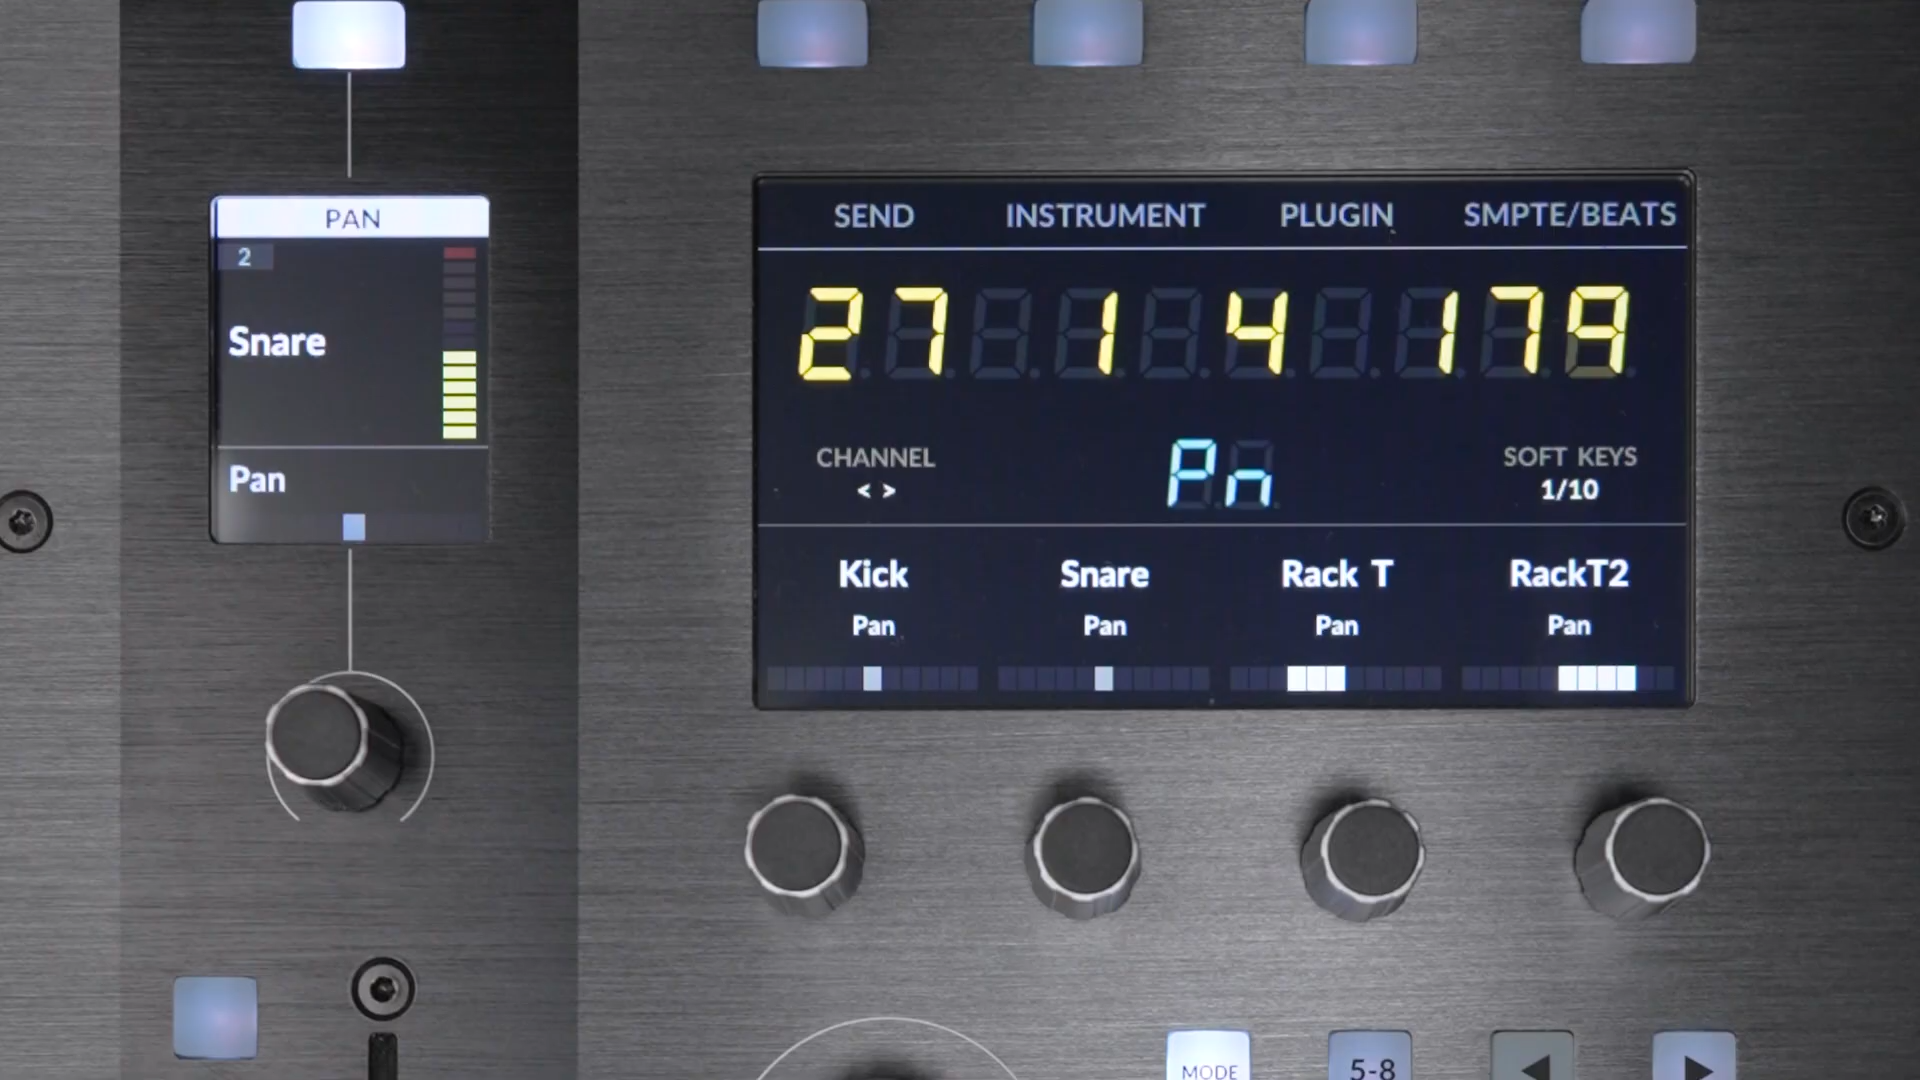 PAN
2
Snare
Pan
SEND INSTRUMENT PLUGIN SMPTE/BEATS
27 1 4 179
CHANNEL
< >
Pn
SOFT KEYS
1/10
Kick Snare Rack T RackT2
Pan Pan Pan Pan
MODE 5-8